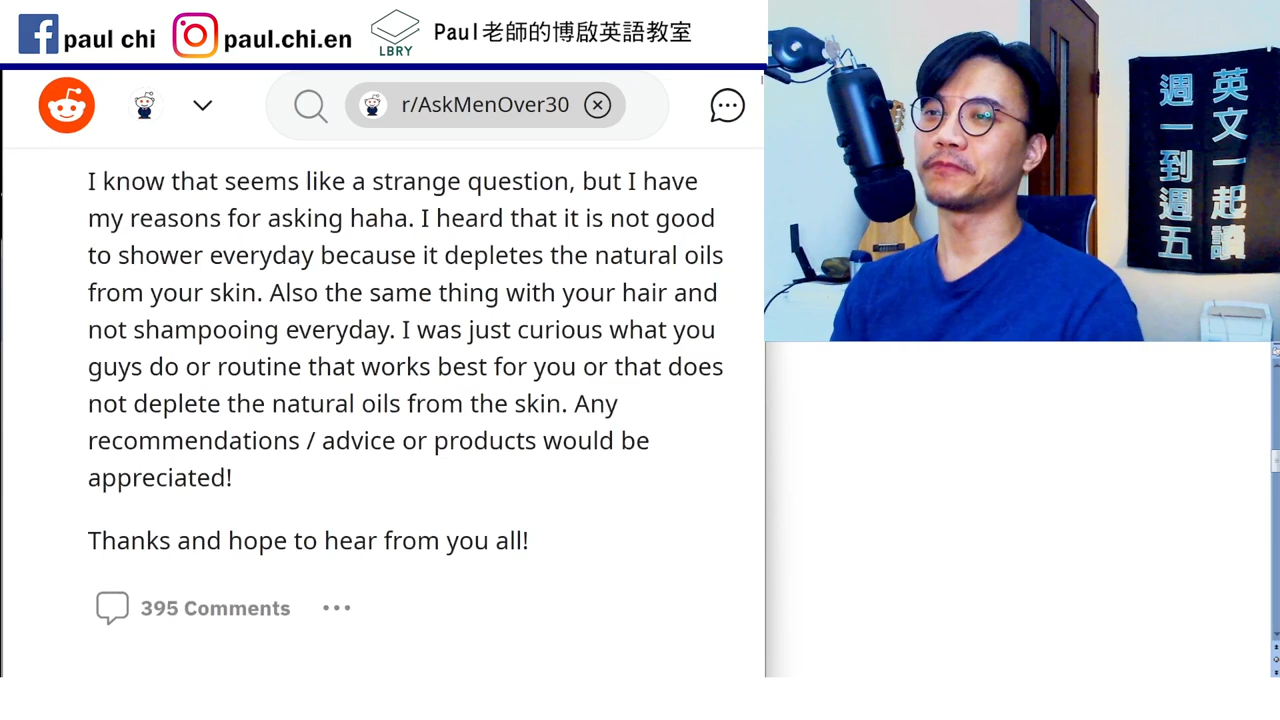 paul chi
paul.chi.en
LBRY
Paul老師的博啟英語教室
r/AskMenOver30
I know that seems like a strange question, but I have
my reasons for asking haha. I heard that it is not good
to shower everyday because it depletes the natural oils
from your skin. Also the same thing with your hair and
not shampooing everyday. I was just curious what you
guys do or routine that works best for you or that does
not deplete the natural oils from the skin. Any
recommendations / advice or products would be
appreciated!
Thanks and hope to hear from you all!
395 Comments
英文一起讀
週一到週五